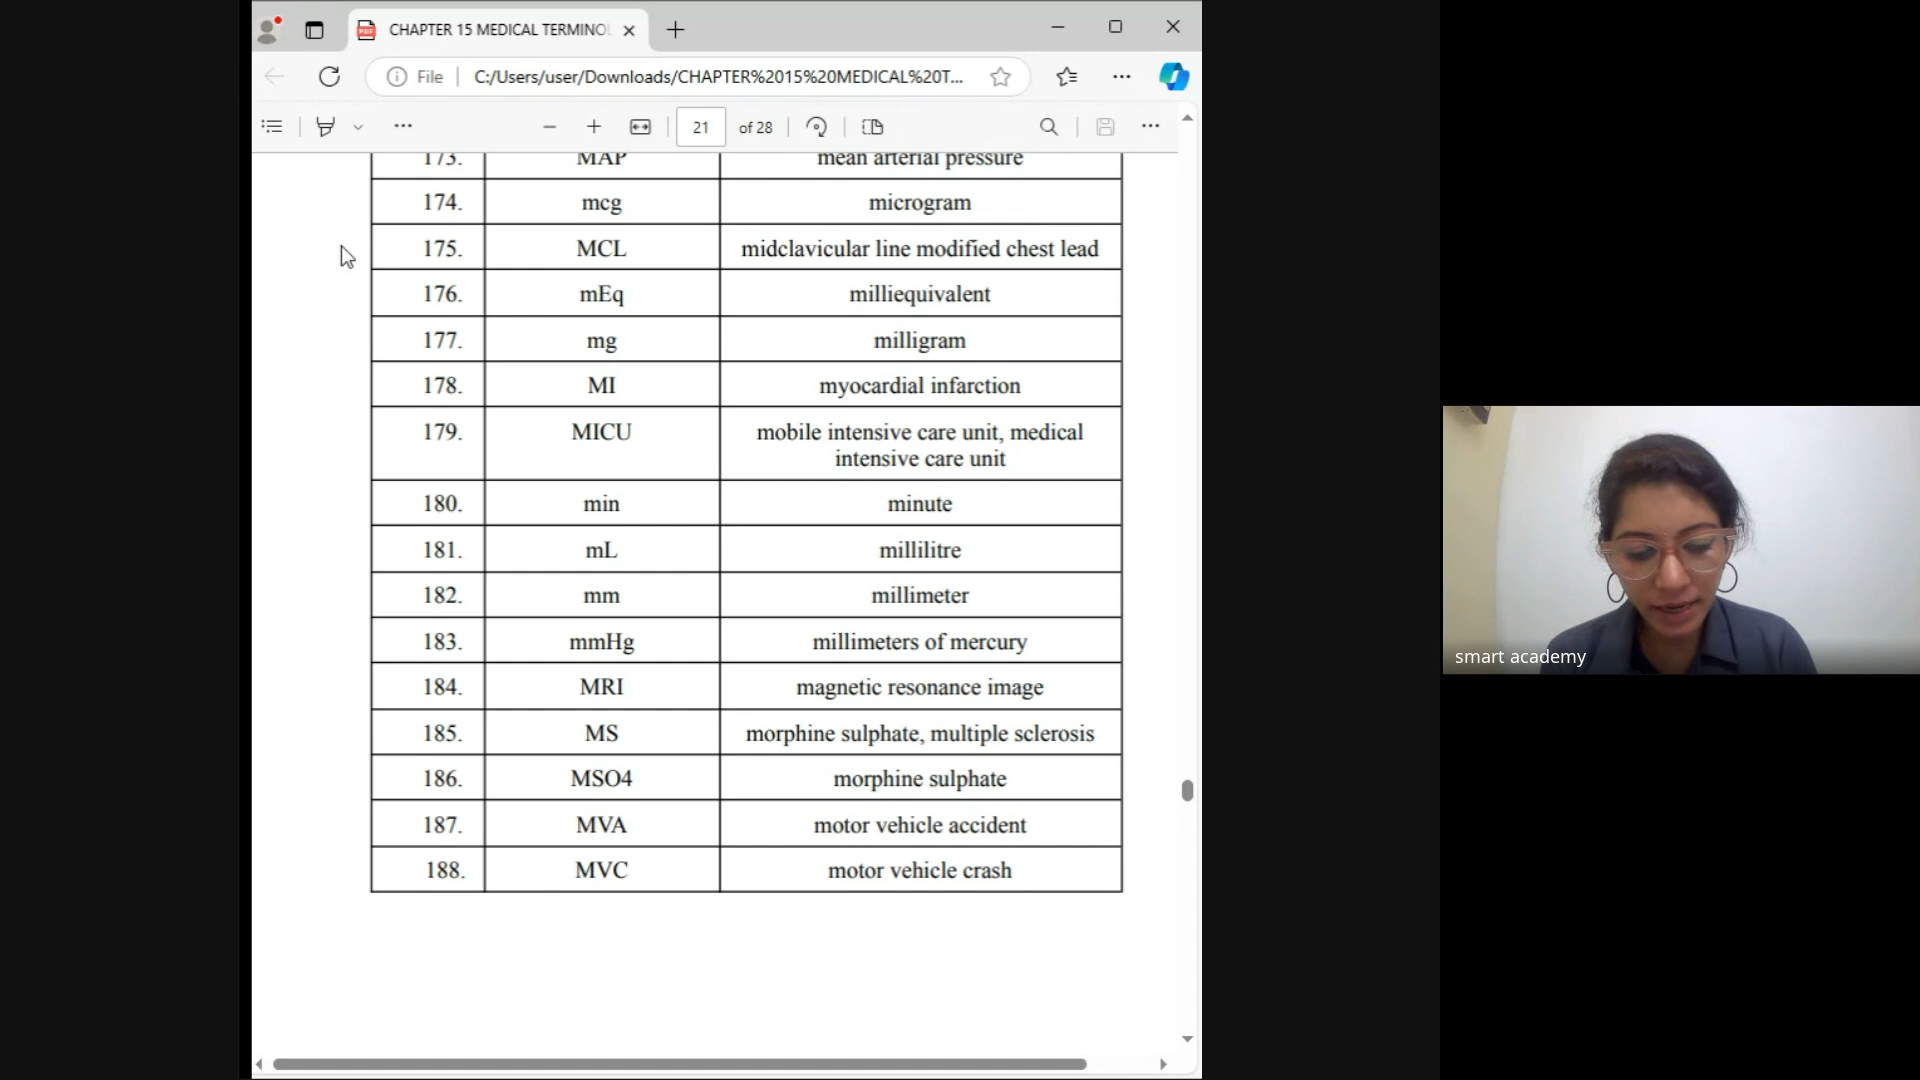 CHAPTER 15 MEDICAL TERMINOL
File C:/Users/user/Downloads/CHAPTER%2015%20MEDICAL%20T...
21 of 28
173. MAP mean arterial pressure
174. mcg microgram
175. MCL midclavicular line modified chest lead
176. mEq milliequivalent
177. mg milligram
178. MI myocardial infarction
179. MICU mobile intensive care unit, medical
intensive care unit
180. min minute
181. mL millilitre
182. mm millimeter
183. mmHg millimeters of mercury
184. MRI magnetic resonance image
185. MS morphine sulphate, multiple sclerosis
186. MSO4 morphine sulphate
187. MVA motor vehicle accident
188. MVC motor vehicle crash
smart academy